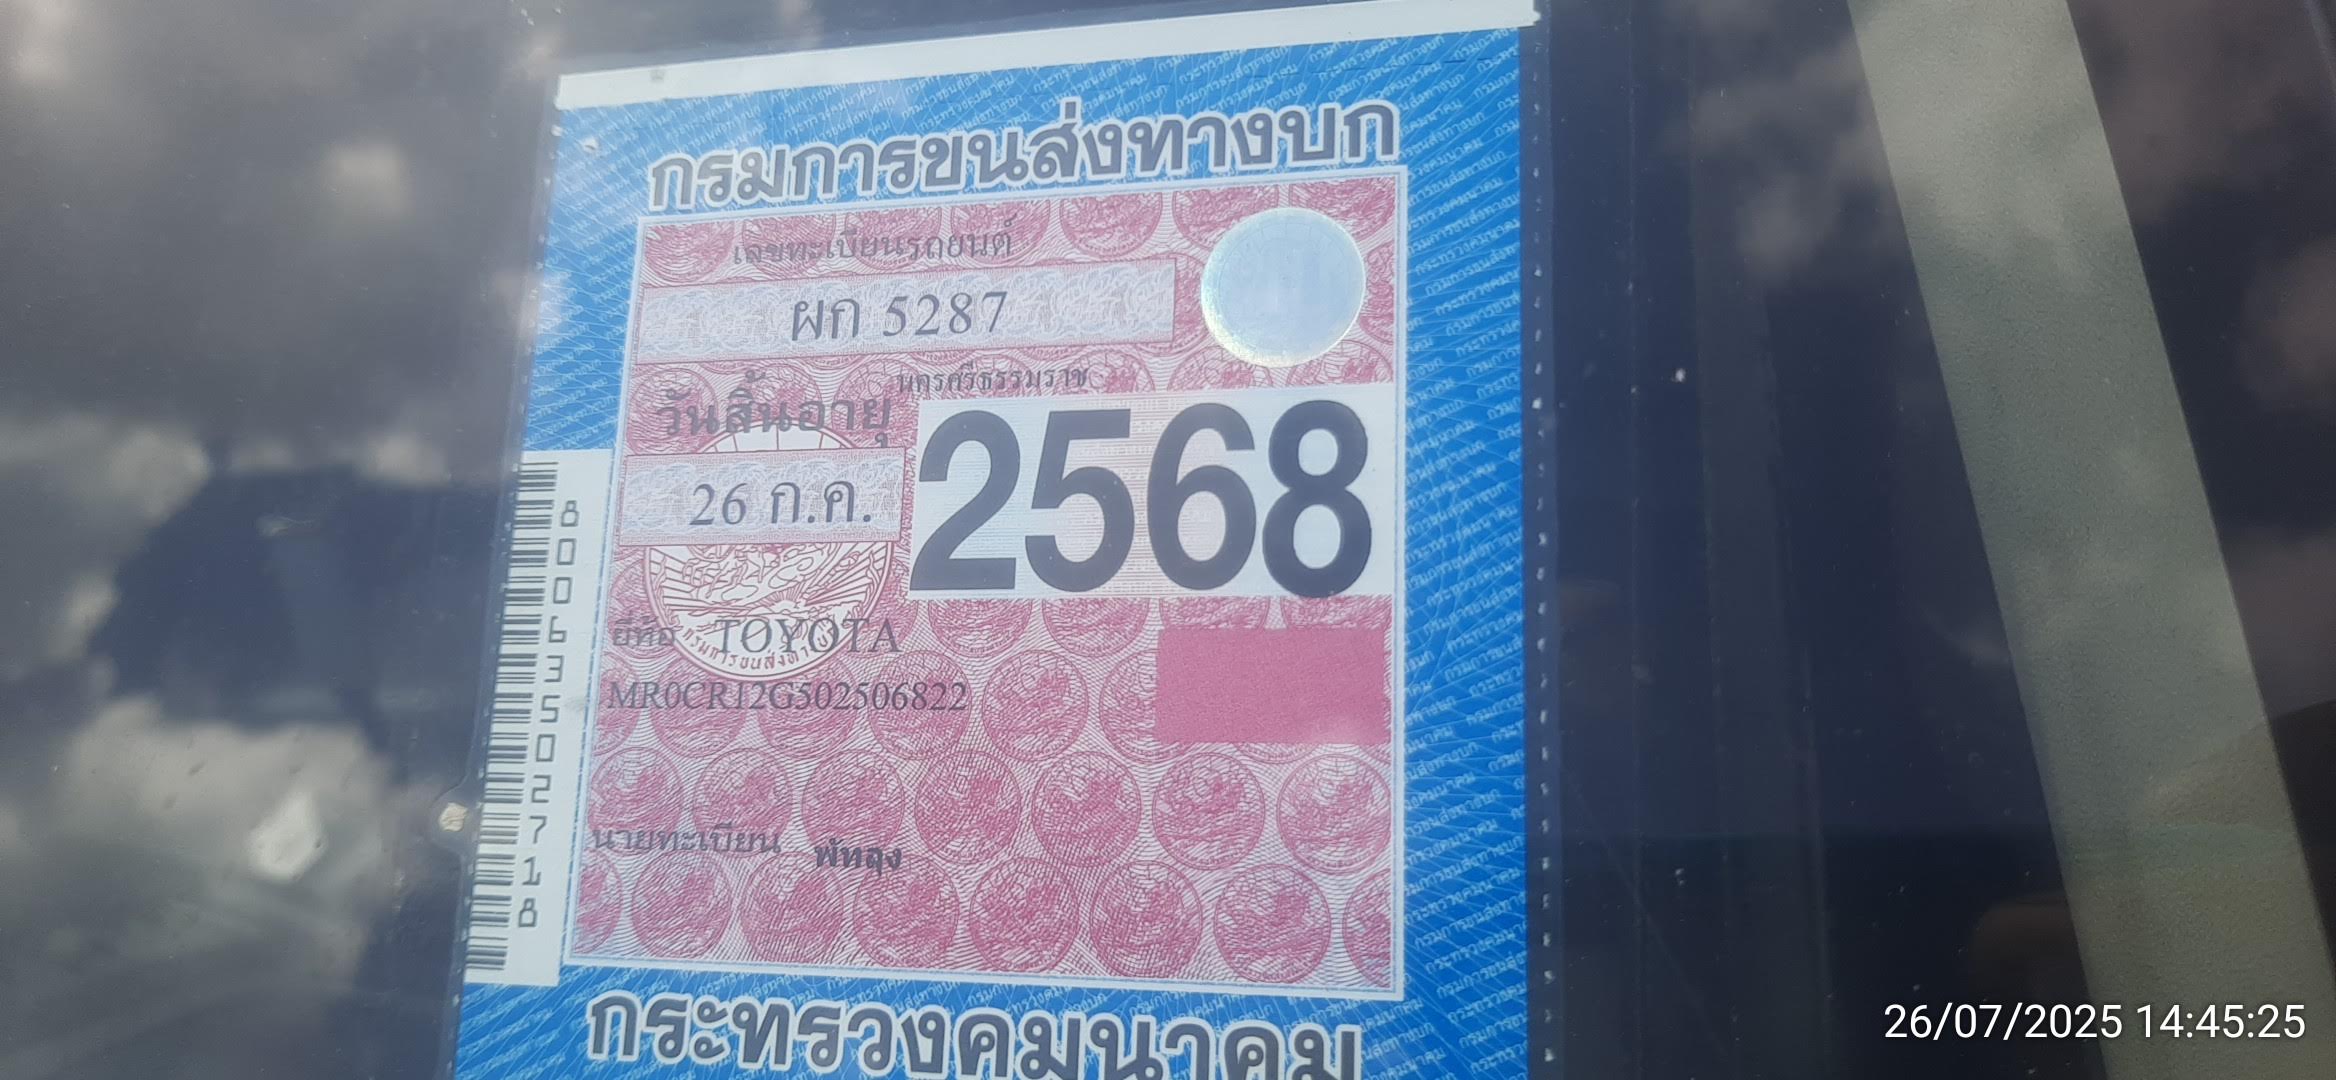 กรมการขนส่งทางบก
เลขทะเบียนรถยนต์
ผก 5287
นครศรีธรรมราช
วันสิ้นอายุ
26 ก.ค.
2568
ยี่ห้อ TOYOTA
MR0CR12G502506822
นายทะเบียน พัทลุง
กระทรวงคมนาคม
80063502718
26/07/2025 14:45:25